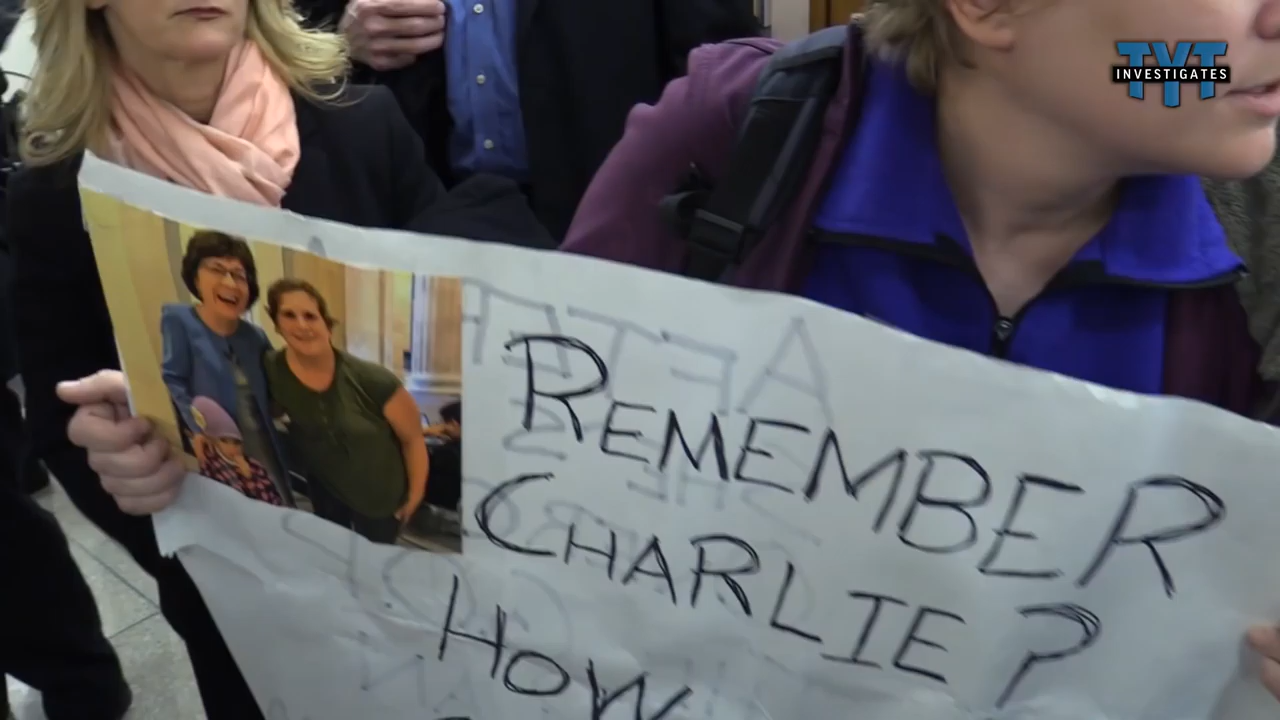 TYT
INVESTIGATES
REMEMBER
CHARLIE?
HOW